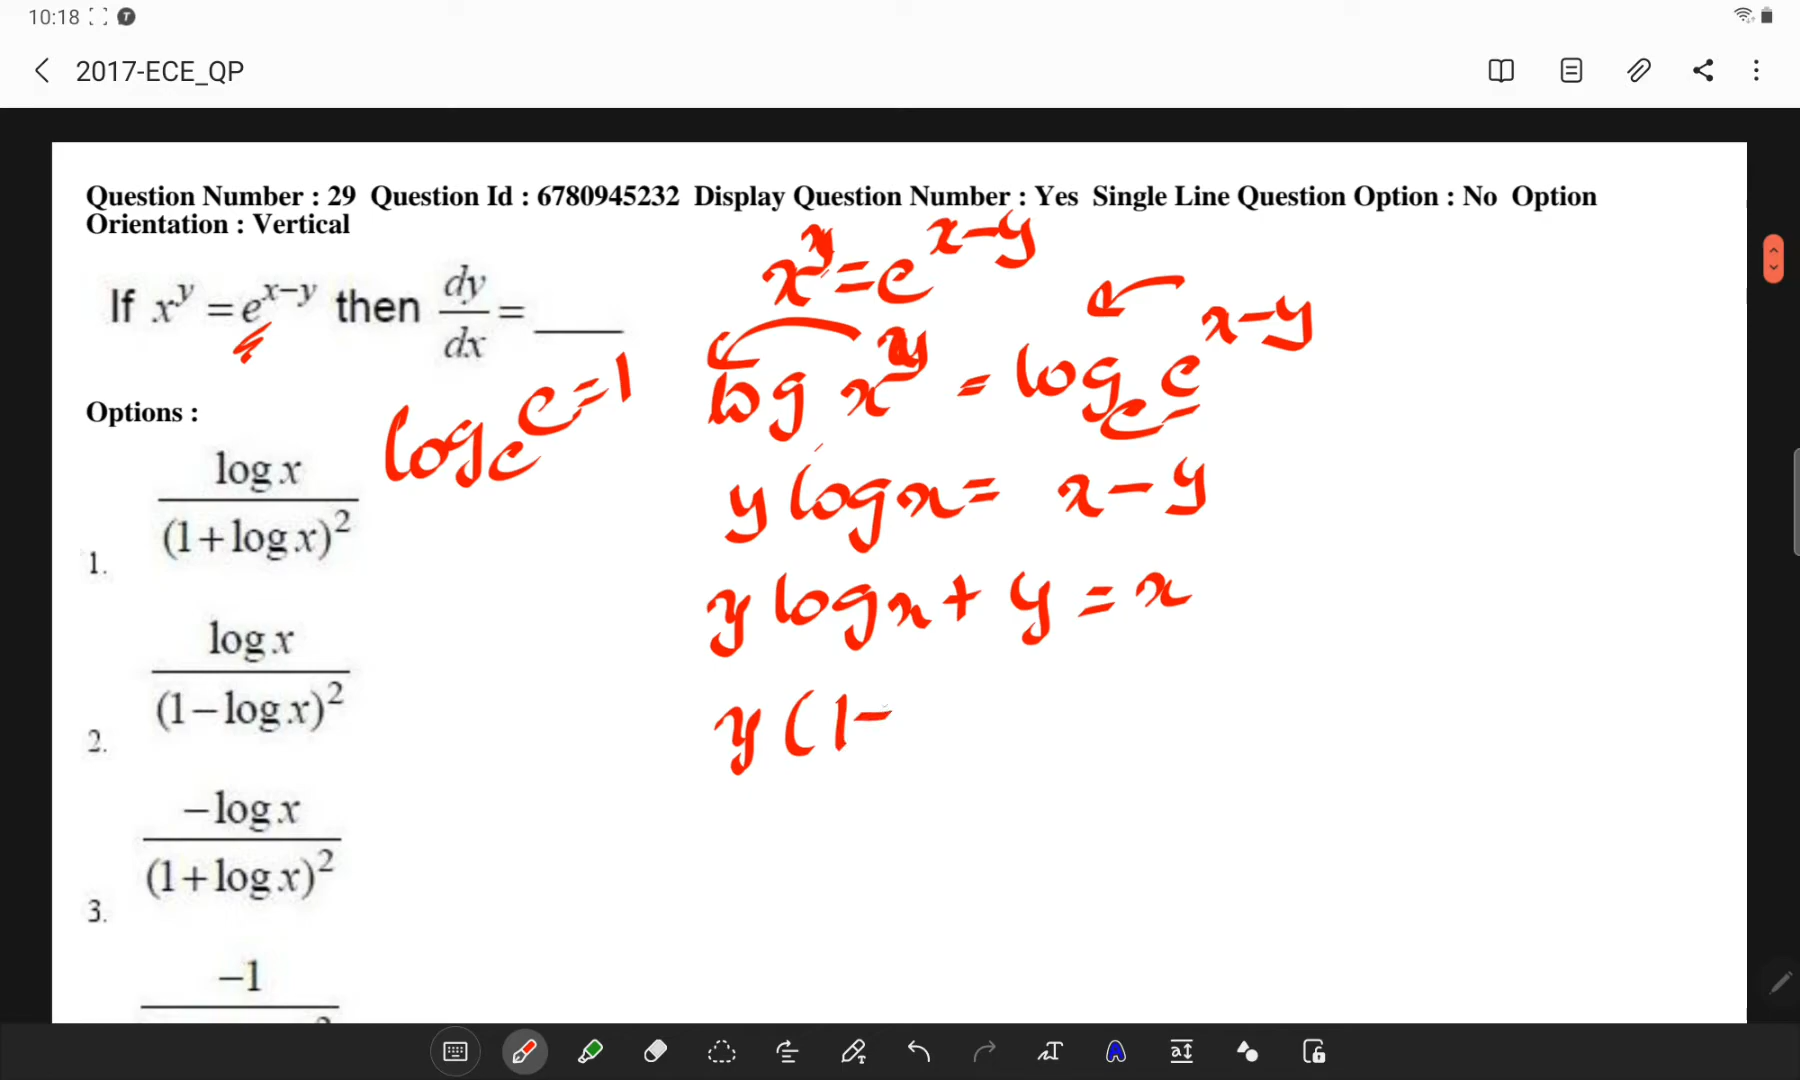 10:18
2017-ECE_QP
Question Number : 29 Question Id : 6780945232 Display Question Number : Yes Single Line Question Option : No Option
Orientation : Vertical
If x^y = e^(x−y) then dy/dx = ____
Options :
1. log x / (1+log x)^2
2. log x / (1−log x)^2
3. −log x / (1+log x)^2
−1
x^y = e^(x−y)
log x^y = log_e e^(x−y)
log_e e = 1
y log x = x − y
y log x + y = x
y (1−